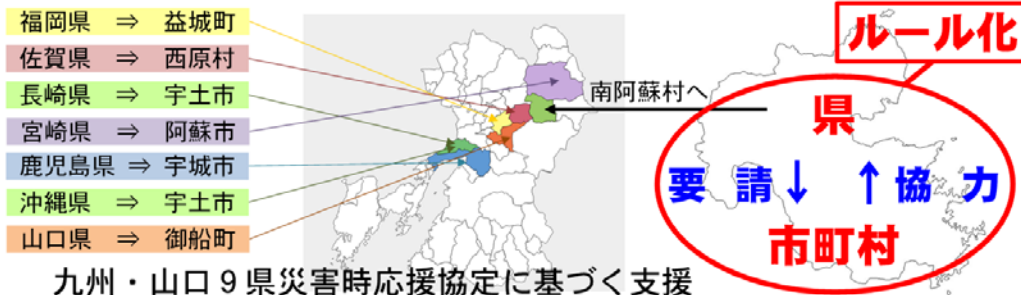 福岡県 ⇒ 益城町
佐賀県 ⇒ 西原村
長崎県 ⇒ 宇土市
宮崎県 ⇒ 阿蘇市
鹿児島県 ⇒ 宇城市
沖縄県 ⇒ 宇土市
山口県 ⇒ 御船町
南阿蘇村へ
ルール化
県
要請↓ ↑協力
市町村
九州・山口9県災害時応援協定に基づく支援